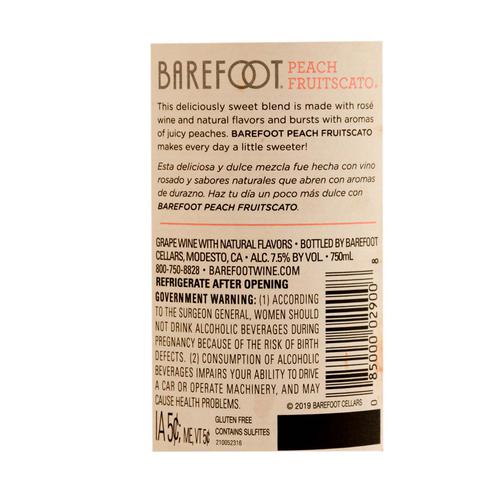 BAREFOOT® PEACH
FRUITSCATO®
This deliciously sweet blend is made with rosé
wine and natural flavors and bursts with aromas
of juicy peaches. BAREFOOT PEACH FRUITSCATO
makes every day a little sweeter!
Esta deliciosa y dulce mezcla fue hecha con vino
rosado y sabores naturales que abren con aromas
de durazno. Haz tu día un poco más dulce con
BAREFOOT PEACH FRUITSCATO.
GRAPE WINE WITH NATURAL FLAVORS • BOTTLED BY BAREFOOT
CELLARS, MODESTO, CA • ALC. 7.5% BY VOL. • 750mL
800-750-8828 • BAREFOOTWINE.COM
REFRIGERATE AFTER OPENING
GOVERNMENT WARNING: (1) ACCORDING
TO THE SURGEON GENERAL, WOMEN SHOULD
NOT DRINK ALCOHOLIC BEVERAGES DURING
PREGNANCY BECAUSE OF THE RISK OF BIRTH
DEFECTS. (2) CONSUMPTION OF ALCOHOLIC
BEVERAGES IMPAIRS YOUR ABILITY TO DRIVE
A CAR OR OPERATE MACHINERY, AND MAY
CAUSE HEALTH PROBLEMS.
IA 5¢, ME, VT 5¢
GLUTEN FREE
CONTAINS SULFITES
210052316
0 85000 02900 8
© 2019 BAREFOOT CELLARS